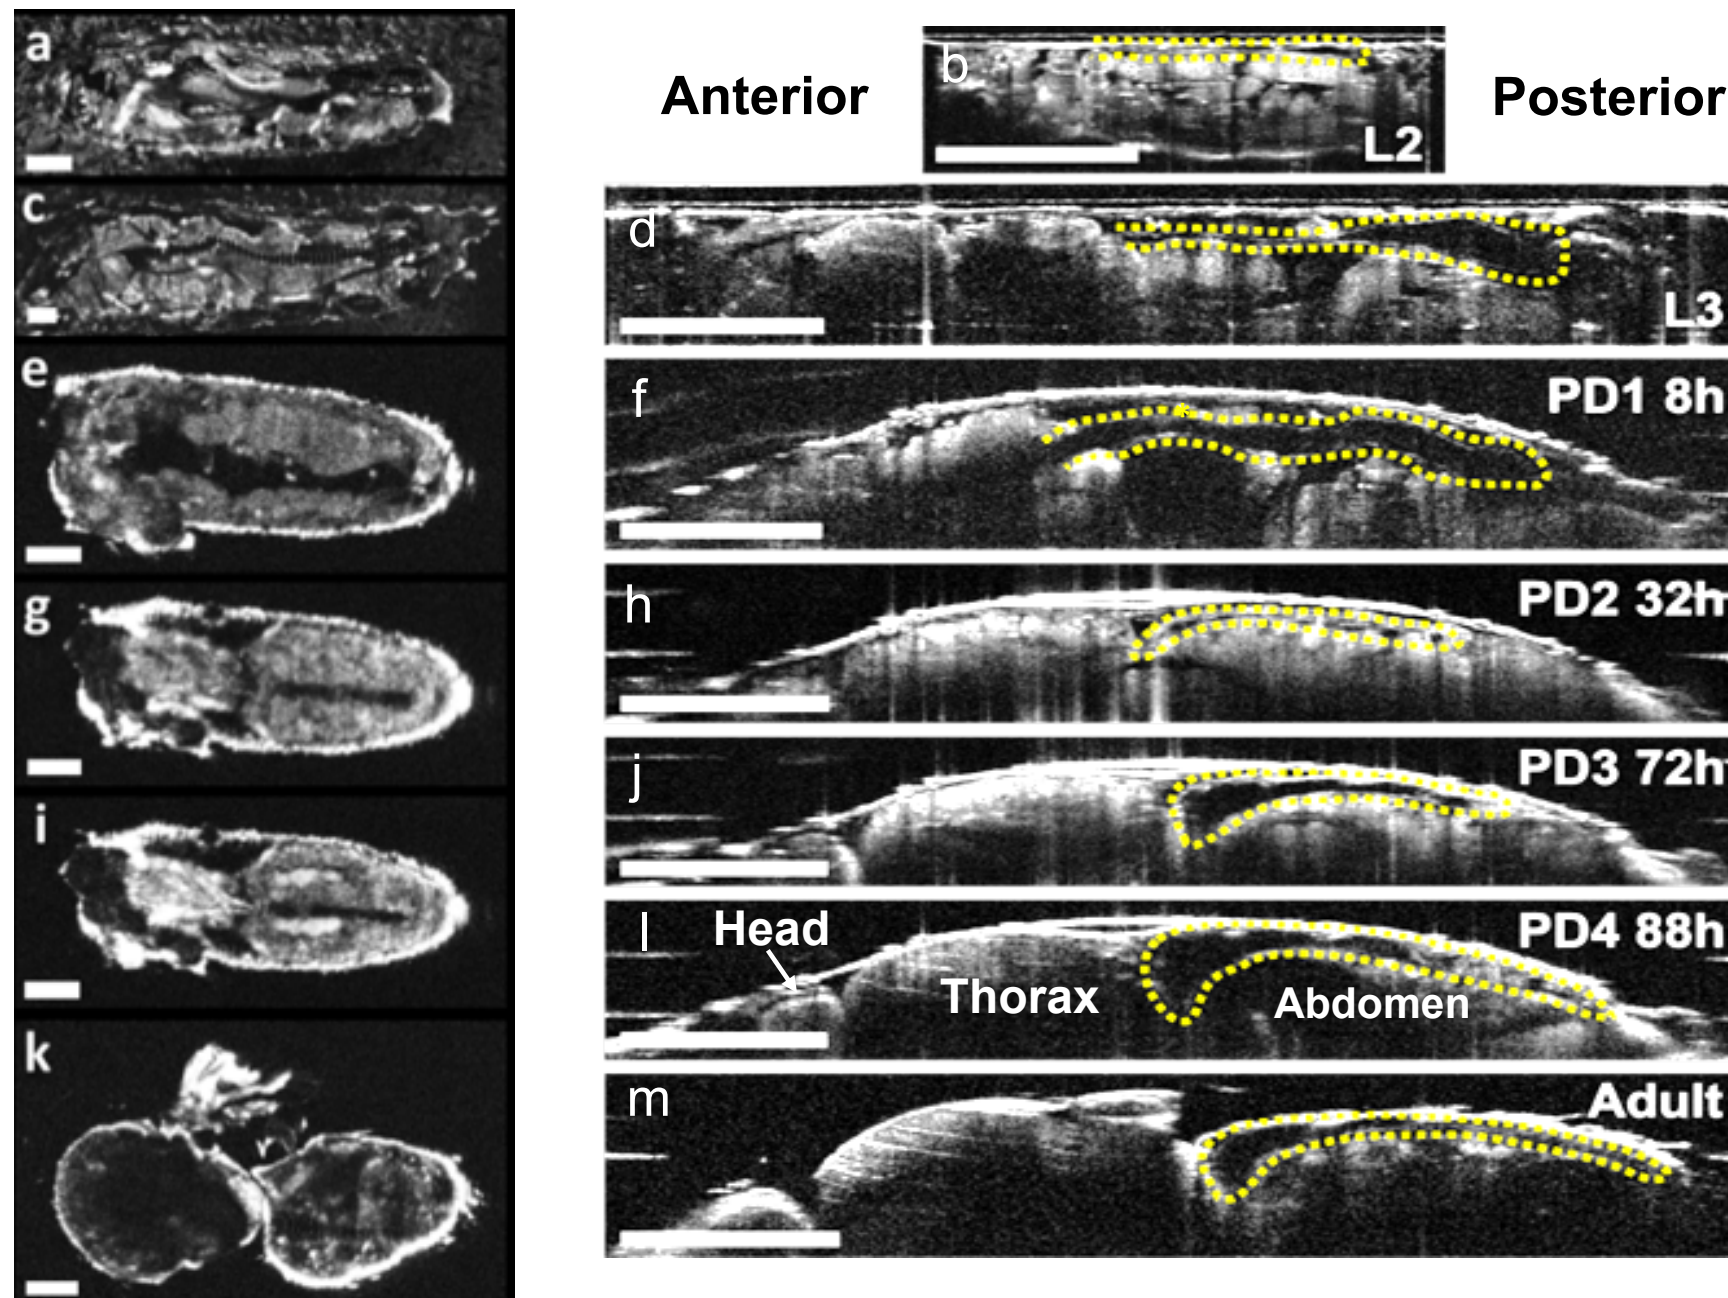 a
b
Anterior
Posterior
L2
c
d
L3
e
f
PD1 8h
g
h
PD2 32h
i
j
PD3 72h
l
PD4 88h
Head
Thorax
Abdomen
k
m
Adult